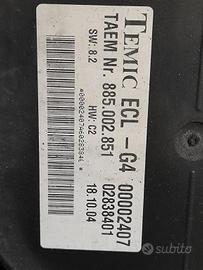 TEMIC ECL-G4 00002407
TAEM Nr. 885.002.851 02838401
SW: 8.2 HW: C2 18.10.04
subito